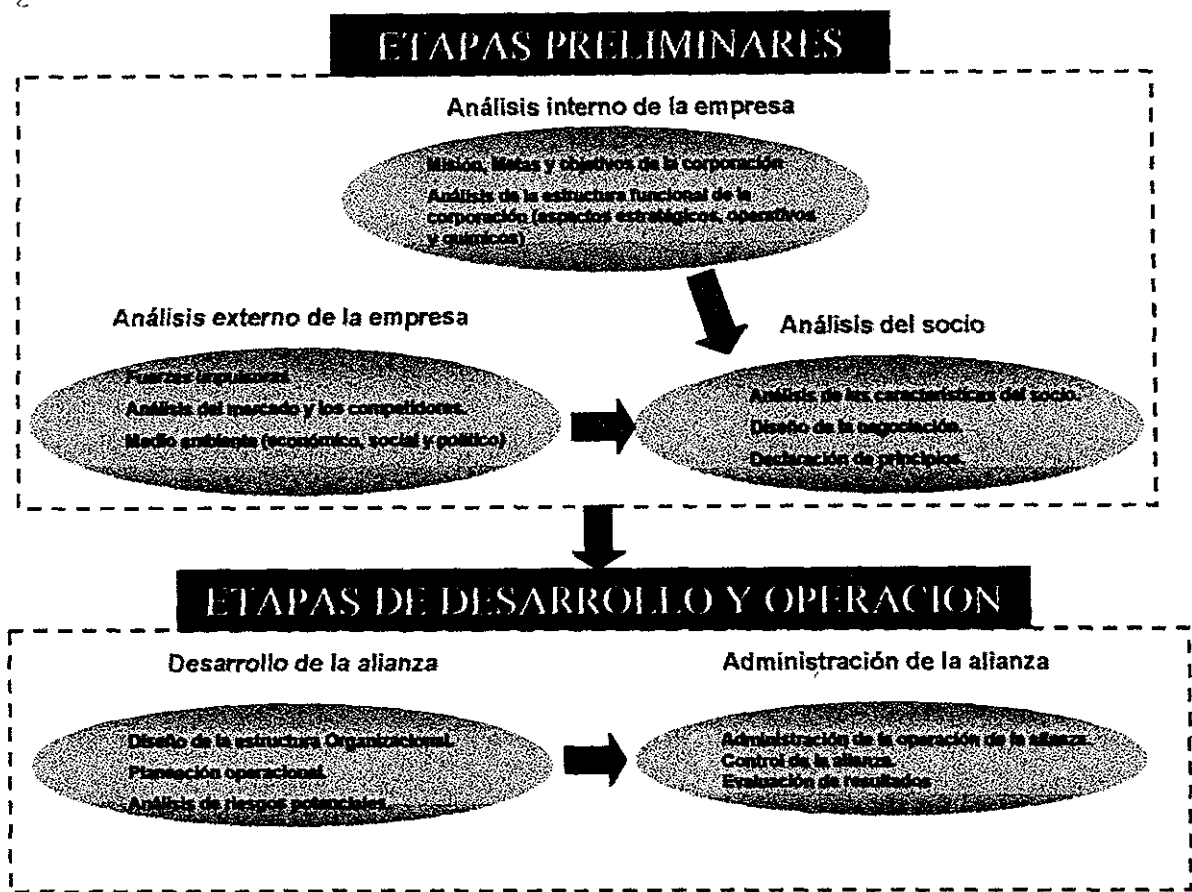 ETAPAS PRELIMINARES
Análisis interno de la empresa
Misión, Metas y objetivos de la corporación
Análisis de la estructura funcional de la
corporación (aspectos estratégicos, operativos
y químicos)
Análisis externo de la empresa
Fuerzas impulsoras.
Análisis del mercado y los competidores.
Medio ambiente (económico, social y político)
Análisis del socio
Análisis de las características del socio.
Diseño de la negociación.
Declaración de principios.
ETAPAS DE DESARROLLO Y OPERACION
Desarrollo de la alianza
Diseño de la estructura Organizacional.
Planeación operacional.
Análisis de riesgos potenciales.
Administración de la alianza
Administración de la operación de la alianza.
Control de la alianza.
Evaluación de resultados